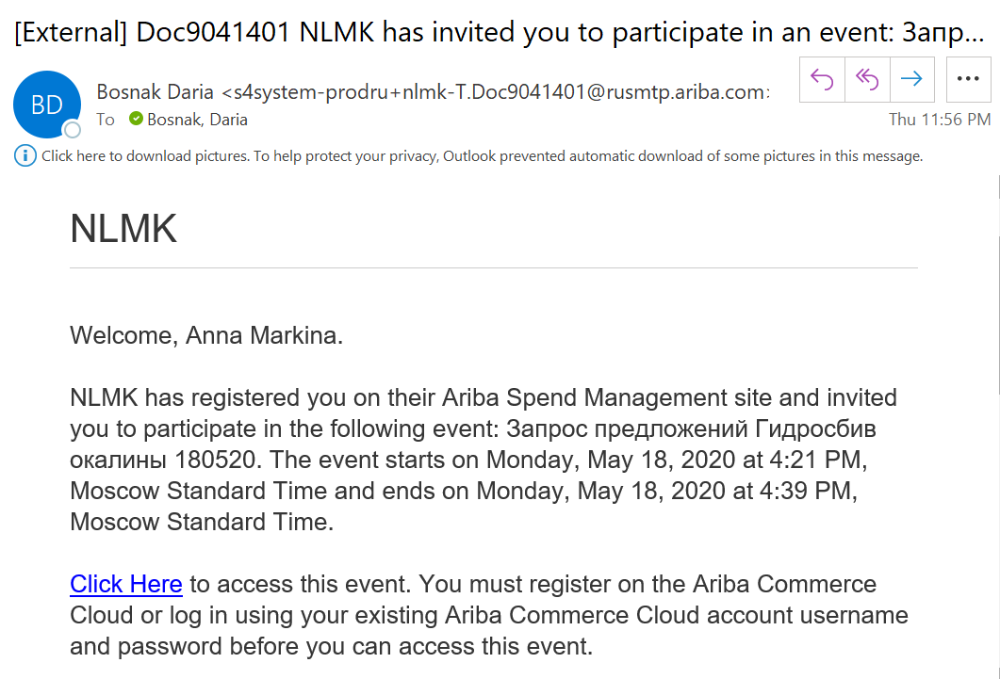 [External] Doc9041401 NLMK has invited you to participate in an event: Запр...
BD
Bosnak Daria <s4system-prodru+nlmk-T.Doc9041401@rusmtp.ariba.com>
To Bosnak, Daria
Thu 11:56 PM
Click here to download pictures. To help protect your privacy, Outlook prevented automatic download of some pictures in this message.
NLMK
Welcome, Anna Markina.
NLMK has registered you on their Ariba Spend Management site and invited
you to participate in the following event: Запрос предложений Гидросбив
окалины 180520. The event starts on Monday, May 18, 2020 at 4:21 PM,
Moscow Standard Time and ends on Monday, May 18, 2020 at 4:39 PM,
Moscow Standard Time.
Click Here to access this event. You must register on the Ariba Commerce
Cloud or log in using your existing Ariba Commerce Cloud account username
and password before you can access this event.